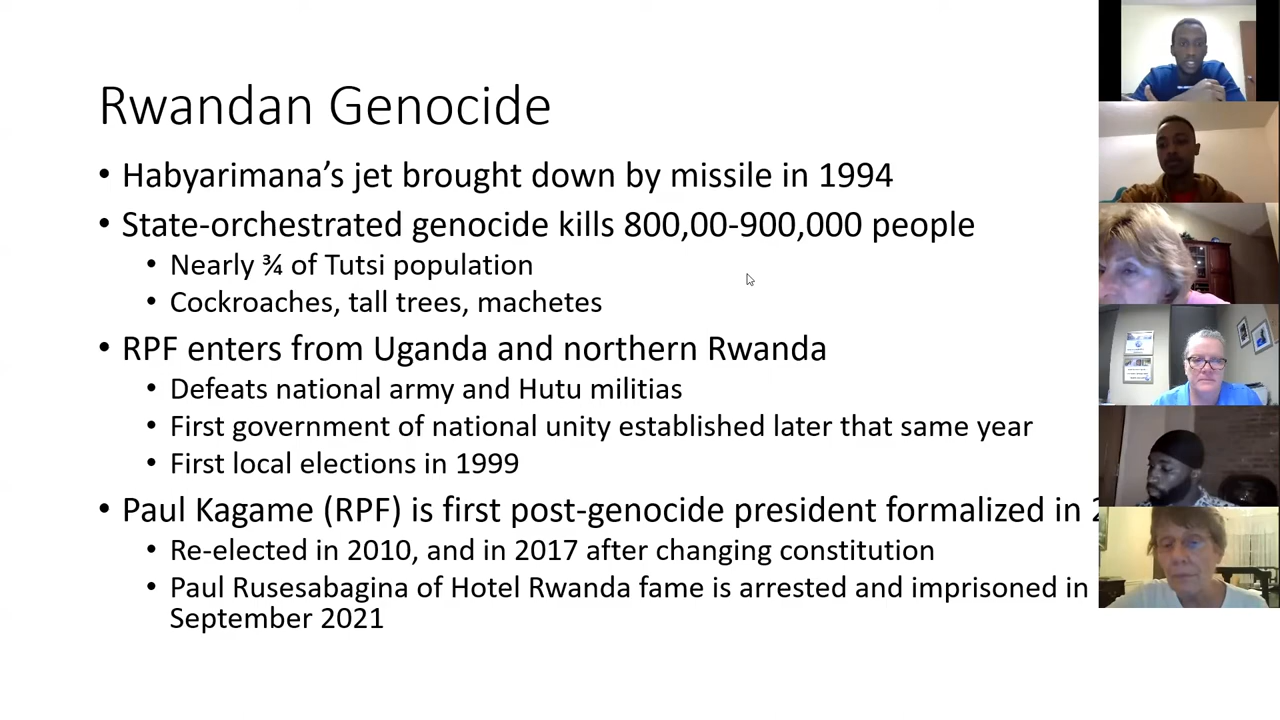 Rwandan Genocide
• Habyarimana’s jet brought down by missile in 1994
• State-orchestrated genocide kills 800,00-900,000 people
• Nearly ¾ of Tutsi population
• Cockroaches, tall trees, machetes
• RPF enters from Uganda and northern Rwanda
• Defeats national army and Hutu militias
• First government of national unity established later that same year
• First local elections in 1999
• Paul Kagame (RPF) is first post-genocide president formalized in
• Re-elected in 2010, and in 2017 after changing constitution
• Paul Rusesabagina of Hotel Rwanda fame is arrested and imprisoned in
September 2021